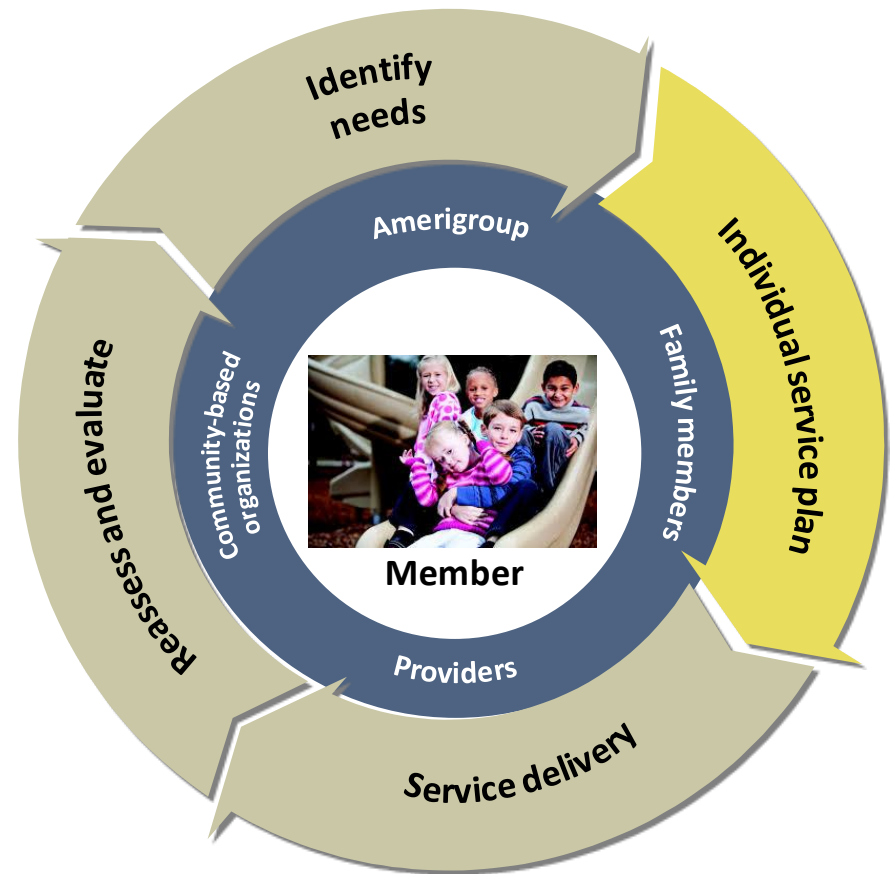 Identify
needs
Amerigroup
Individual service plan
Family members
Community-based
organizations
Reassess and evaluate
Member
Providers
Service delivery